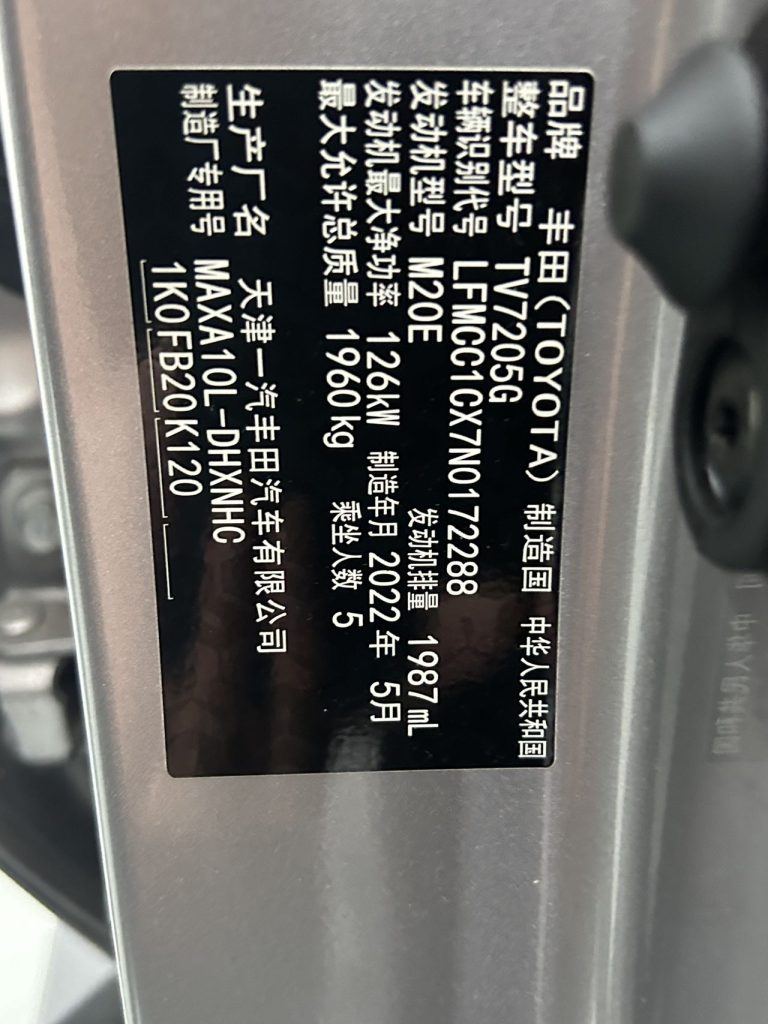 品牌 丰田(TOYOTA) 制造国 中华人民共和国
整车型号 TV7205G
车辆识别代号 LFMCC1CX7N0172288
发动机型号 M20E 发动机排量 1987mL
发动机最大净功率 126kW 制造年月 2022年 5月
最大允许总质量 1960kg 乘坐人数 5
生产厂名 天津一汽丰田汽车有限公司
制造厂专用号 MAXA10L-DHXNHC
1K0FB20K120